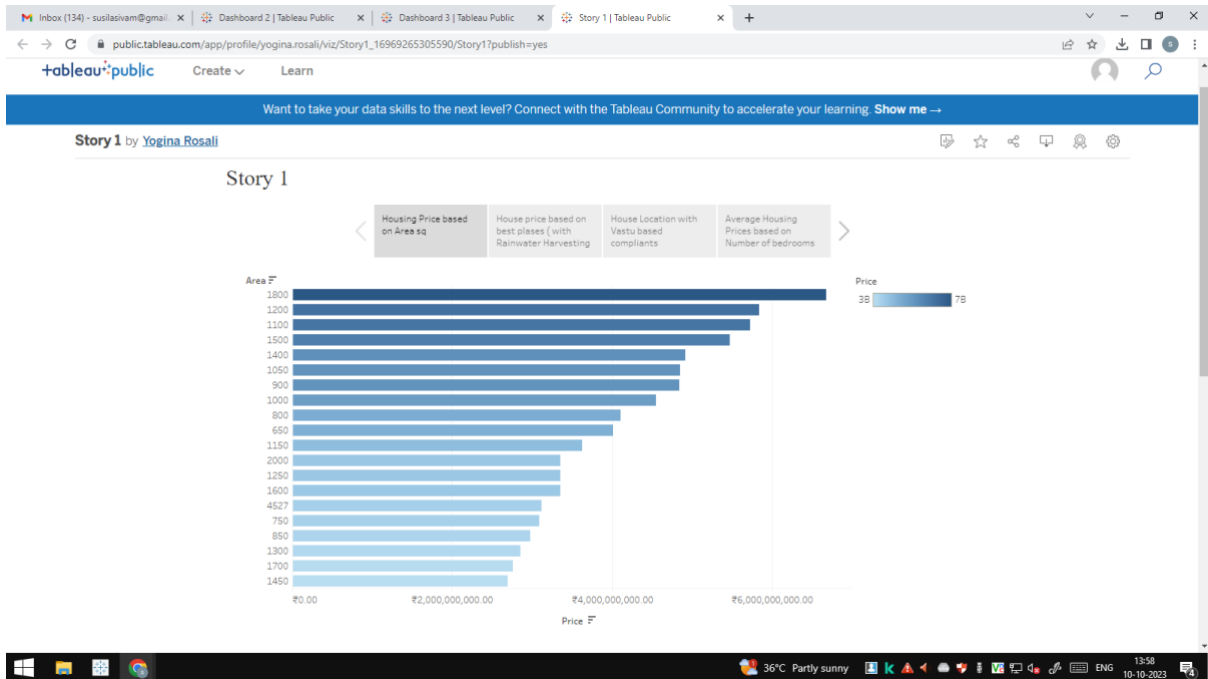 Inbox (134) - susilasivam@gmail.
Dashboard 2 | Tableau Public
Dashboard 3 | Tableau Public
Story 1 | Tableau Public
public.tableau.com/app/profile/yogina.rosali/viz/Story1_16969265305590/Story1?publish=yes
s
+ableau public
Create
Learn
Want to take your data skills to the next level? Connect with the Tableau Community to accelerate your learning. Show me →
Story 1 by Yogina Rosali
Story 1
Housing Price based
on Area sq
House price based on
best plases ( with
Rainwater Harvesting
House Location with
Vastu based
compliants
Average Housing
Prices based on
Number of bedrooms
Area
1800
1200
1100
1500
1400
1050
900
1000
800
650
1150
2000
1250
1600
4527
750
850
1300
1700
1450
₹0.00
₹2,000,000,000.00
₹4,000,000,000.00
₹6,000,000,000.00
Price
Price
3B
7B
36°C Partly sunny
ENG
13:58
10-10-2023
4